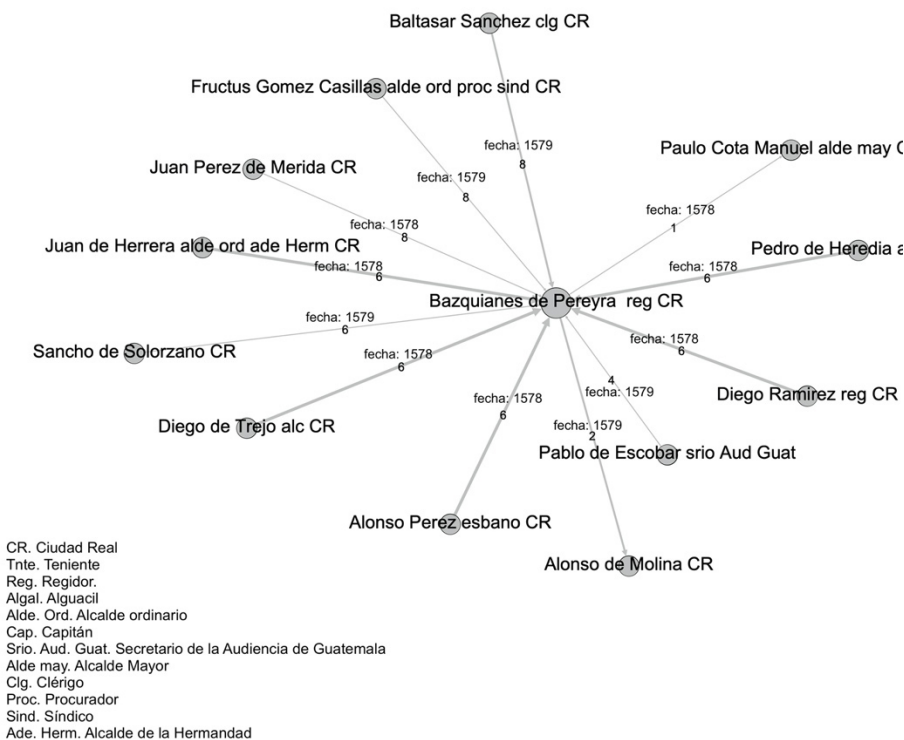 Baltasar Sanchez clg CR
Fructus Gomez Casillas alde ord proc sind CR
fecha: 1579
8
Paulo Cota Manuel alde may C
Juan Perez de Merida CR
fecha: 1579
8
fecha: 1578
1
fecha: 1578
8
Juan de Herrera alde ord ade Herm CR
Pedro de Heredia a
fecha: 1578
6
fecha: 1578
6
Bazquianes de Pereyra reg CR
fecha: 1579
6
Sancho de Solorzano CR
fecha: 1578
6
fecha: 1578
6
4
fecha: 1579
Diego Ramirez reg CR
fecha: 1578
6
Diego de Trejo alc CR
fecha: 1579
2
Pablo de Escobar srio Aud Guat
Alonso Perez esbano CR
Alonso de Molina CR
CR. Ciudad Real
Tnte. Teniente
Reg. Regidor.
Algal. Alguacil
Alde. Ord. Alcalde ordinario
Cap. Capitán
Srio. Aud. Guat. Secretario de la Audiencia de Guatemala
Alde may. Alcalde Mayor
Clg. Clérigo
Proc. Procurador
Sind. Síndico
Ade. Herm. Alcalde de la Hermandad